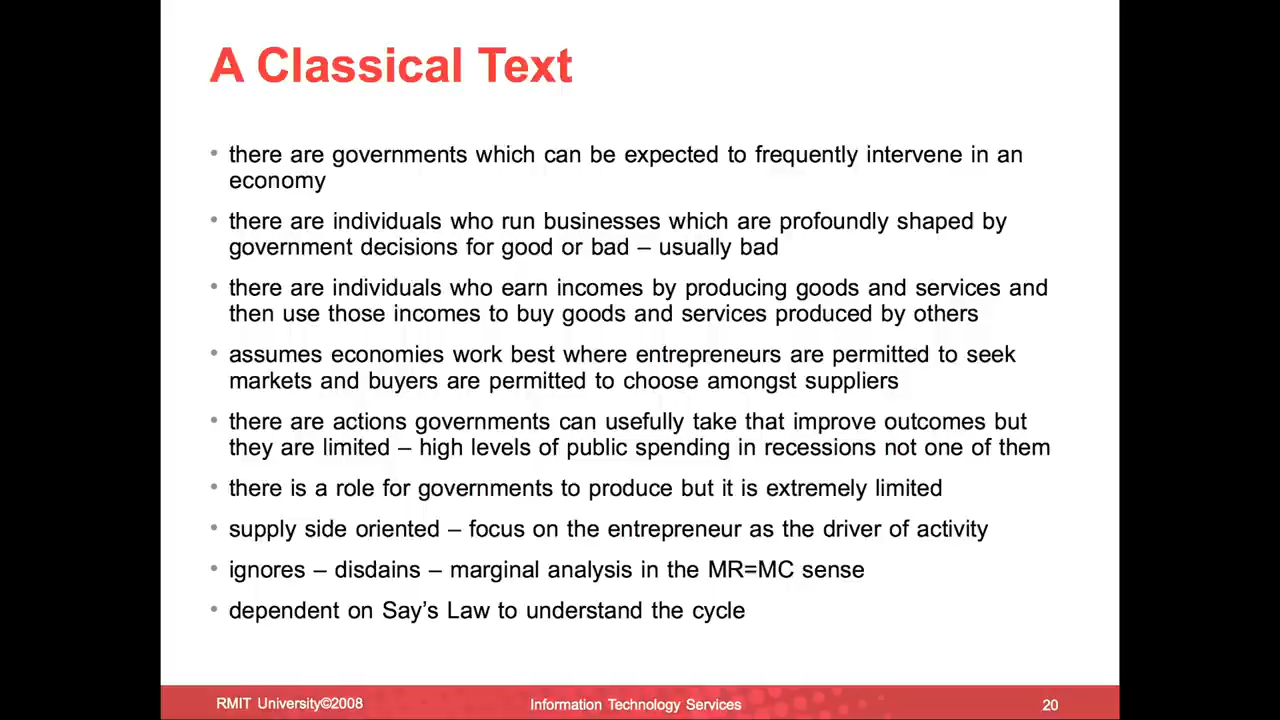 A Classical Text
• there are governments which can be expected to frequently intervene in an
economy
• there are individuals who run businesses which are profoundly shaped by
government decisions for good or bad – usually bad
• there are individuals who earn incomes by producing goods and services and
then use those incomes to buy goods and services produced by others
• assumes economies work best where entrepreneurs are permitted to seek
markets and buyers are permitted to choose amongst suppliers
• there are actions governments can usefully take that improve outcomes but
they are limited – high levels of public spending in recessions not one of them
• there is a role for governments to produce but it is extremely limited
• supply side oriented – focus on the entrepreneur as the driver of activity
• ignores – disdains – marginal analysis in the MR=MC sense
• dependent on Say’s Law to understand the cycle
RMIT University©2008 Information Technology Services 20